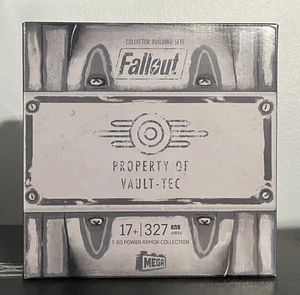 COLLECTOR BUILDING SETS
Fallout
PROPERTY OF
VAULT-TEC
17+ 327
T-60 POWER ARMOR COLLECTION
MEGA